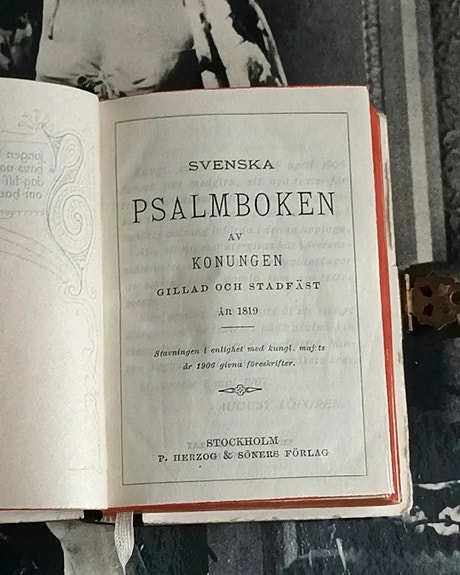 SVENSKA
PSALMBOKEN
AV
KONUNGEN
GILLAD OCH STADFÄST
ÅR 1819
Stavningen i enlighet med kungl. maj:ts
år 1906 givna föreskrifter.
STOCKHOLM
P. HERZOG & SÖNERS FÖRLAG